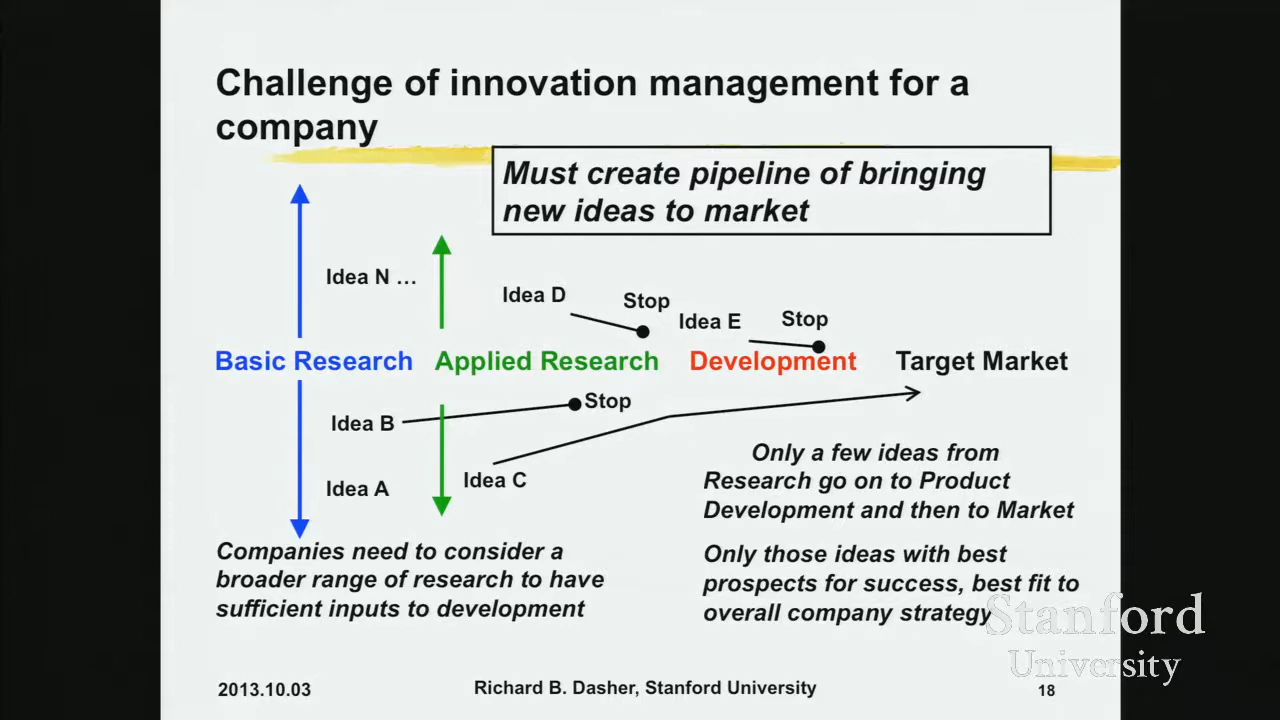 Challenge of innovation management for a
company
Must create pipeline of bringing
new ideas to market
Idea N …
Idea D
Stop
Idea E
Stop
Basic Research
Applied Research
Development
Target Market
Idea B
Stop
Idea A
Idea C
Only a few ideas from
Research go on to Product
Development and then to Market
Companies need to consider a
broader range of research to have
sufficient inputs to development
Only those ideas with best
prospects for success, best fit to
overall company strategy
Stanford
University
2013.10.03
Richard B. Dasher, Stanford University
18